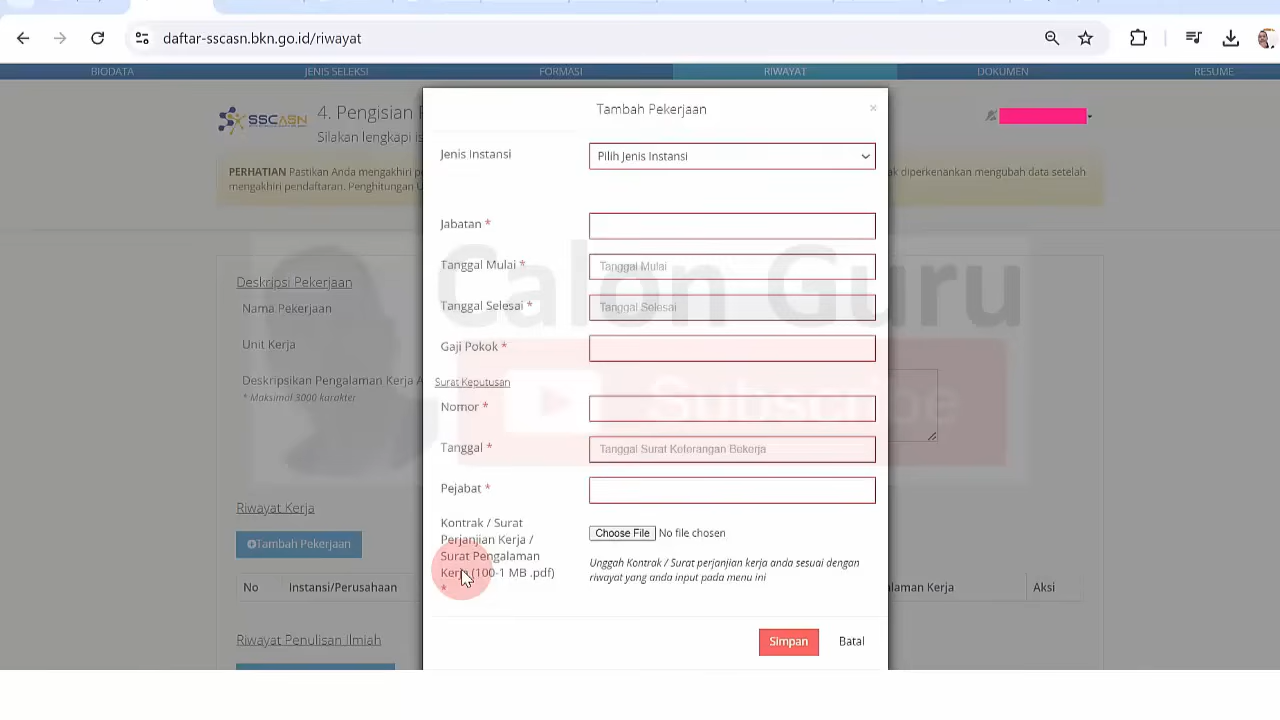 daftar-sscasn.bkn.go.id/riwayat
BIODATA JENIS SELEKSI FORMASI RIWAYAT DOKUMEN RESUME
SSCASN
4. Pengisian
Silakan lengkapi
PERHATIAN Pastikan Anda mengakhiri
k diperkenankan mengubah data setelah
mengakhiri pendaftaran. Penghitungan U
Tambah Pekerjaan
×
Jenis Instansi
Pilih Jenis Instansi
Jabatan *
Tanggal Mulai *
Tanggal Mulai
Tanggal Selesai *
Tanggal Selesai
Gaji Pokok *
Surat Keputusan
Nomor *
Tanggal *
Tanggal Surat Keterangan Bekerja
Pejabat *
Kontrak / Surat
Perjanjian Kerja /
Surat Pengalaman
Kerja (100-1 MB .pdf)
*
Choose File No file chosen
Unggah Kontrak / Surat perjanjian kerja anda sesuai dengan
riwayat yang anda input pada menu ini
Simpan Batal
Deskripsi Pekerjaan
Nama Pekerjaan
Unit Kerja
Deskripsikan Pengalaman Kerja A
* Maksimal 3000 karakter
Riwayat Kerja
Tambah Pekerjaan
No Instansi/Perusahaan
alaman Kerja Aksi
Riwayat Penulisan Ilmiah
Calon Guru
Subscribe